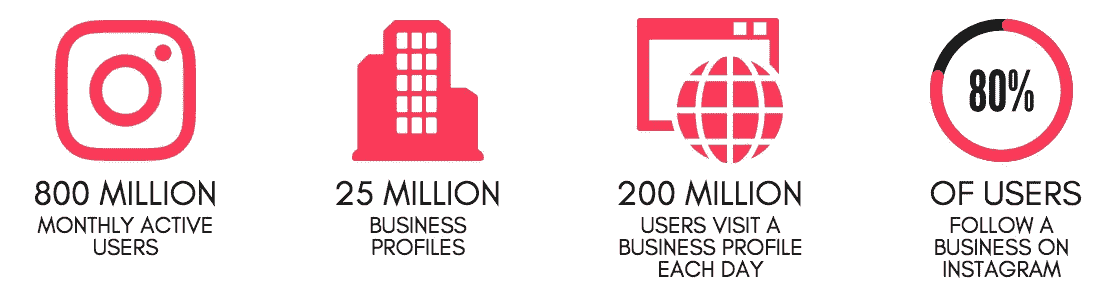 800 MILLION
MONTHLY ACTIVE
USERS
25 MILLION
BUSINESS
PROFILES
200 MILLION
USERS VISIT A
BUSINESS PROFILE
EACH DAY
80%
OF USERS
FOLLOW A
BUSINESS ON
INSTAGRAM